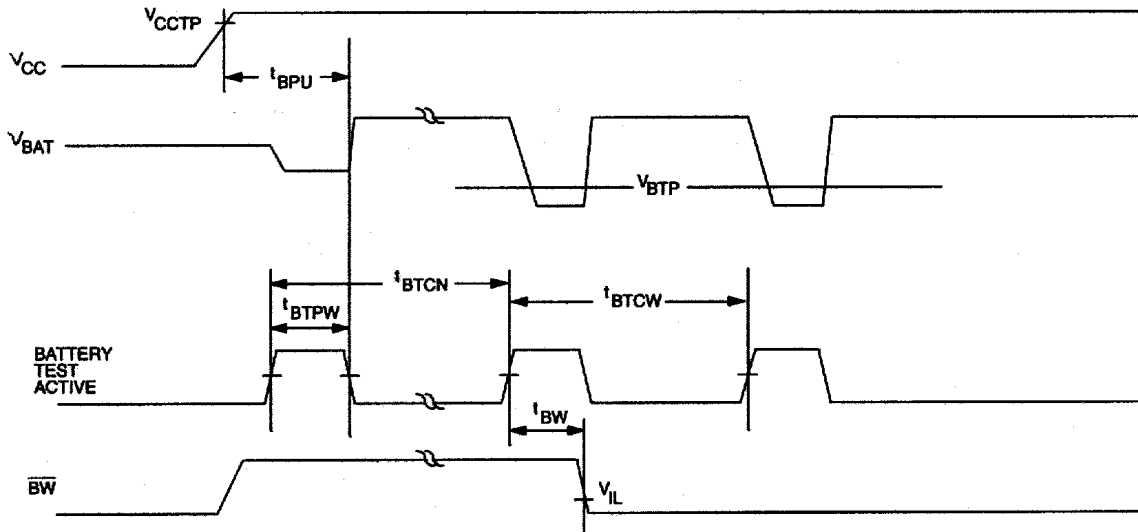 VCCTP
VCC
tBPU
VBAT
VBTP
tBTCN
tBTCW
tBTPW
BATTERY
TEST
ACTIVE
tBW
BW
VIL